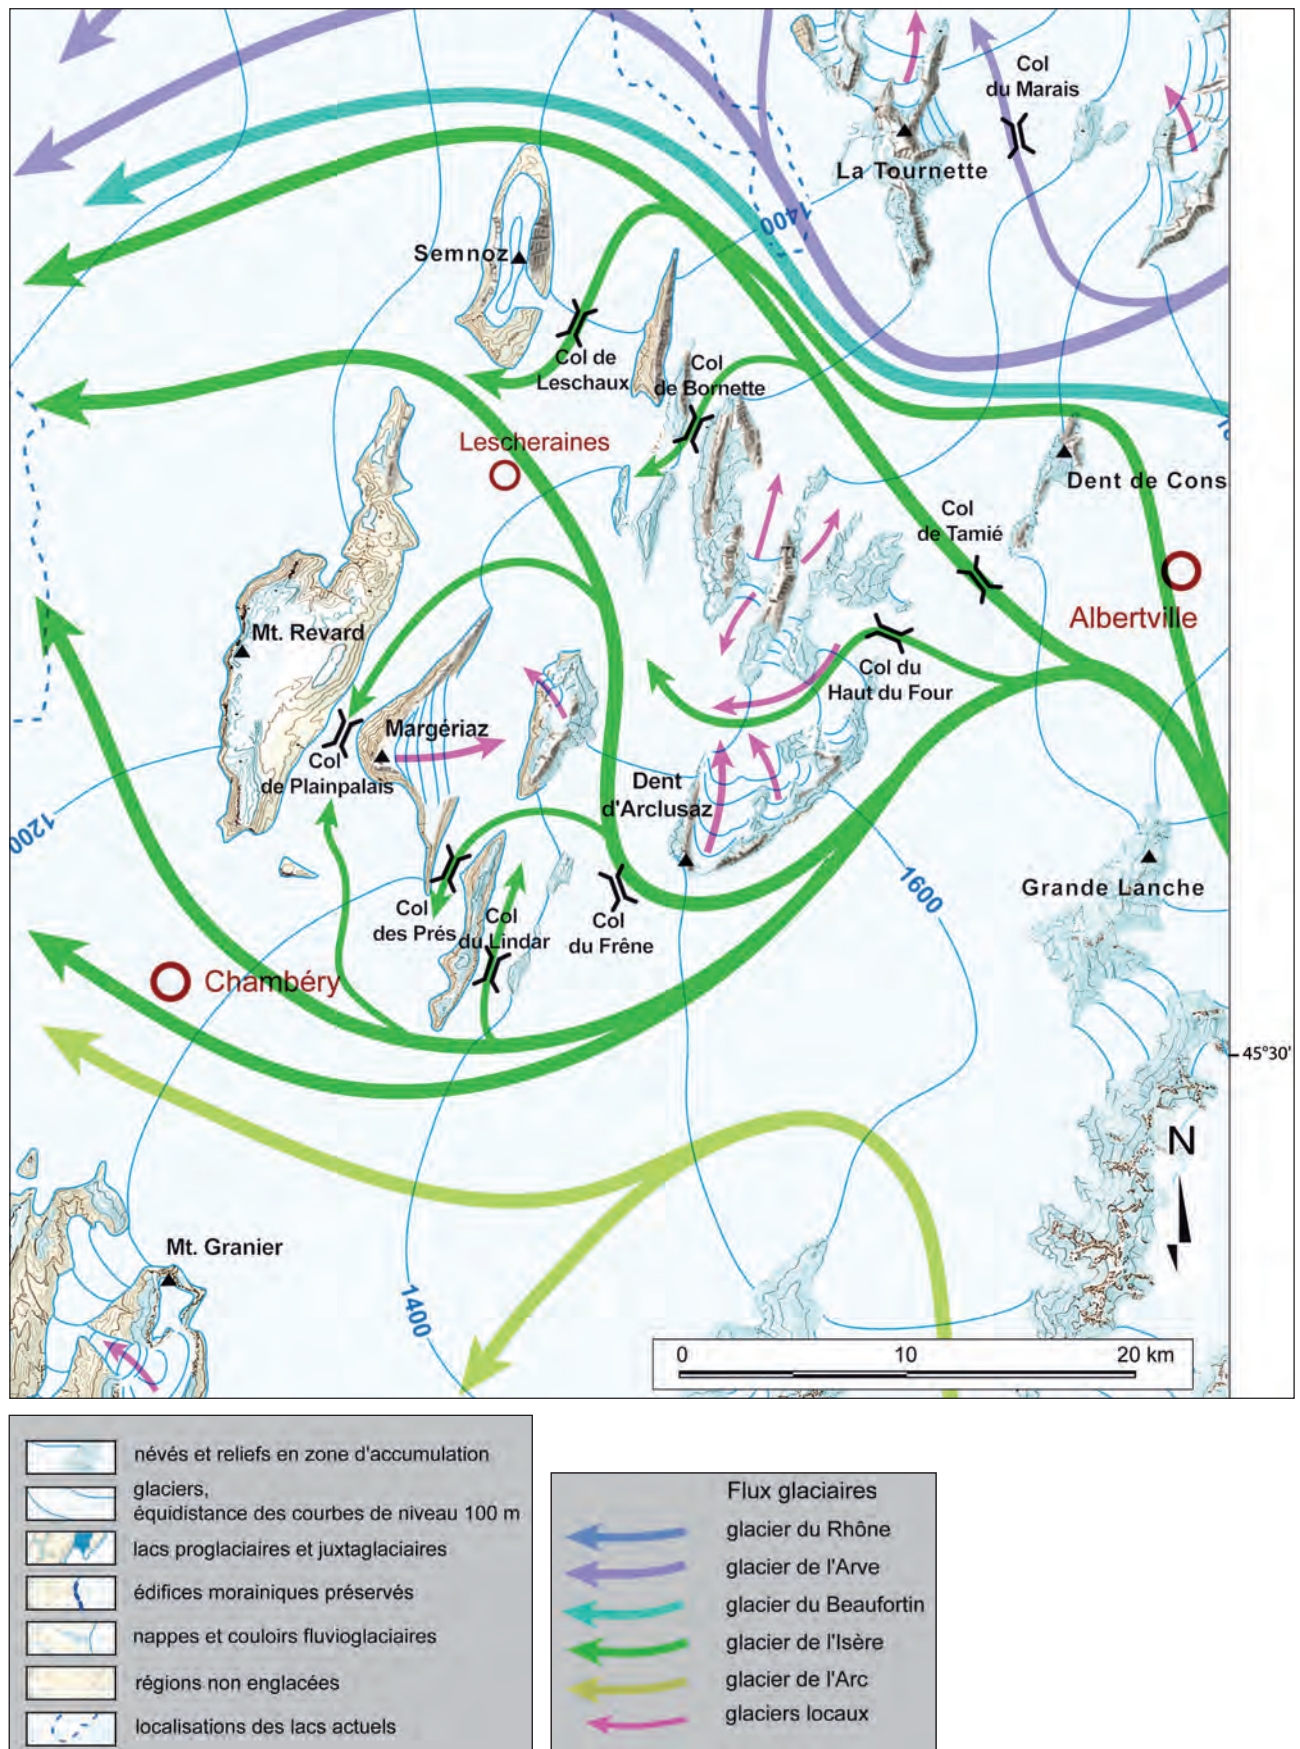 Col
du Marais
La Tournette
1400
Semnoz
Col de
Leschaux
Col
de Bornette
Lescheraines
Dent de Cons
Col
de Tamié
Albertville
Mt. Revard
Col du
Haut du Four
Margériaz
Col
de Plainpalais
Dent
d'Arclusaz
1200
1600
Grande Lanche
Col
des Prés
Col
du Lindar
Col
du Frêne
Chambéry
45°30'
N
Mt. Granier
1400
0 10 20 km
névés et reliefs en zone d'accumulation
glaciers,
équidistance des courbes de niveau 100 m
lacs proglaciaires et juxtaglaciaires
édifices morainiques préservés
nappes et couloirs fluvioglaciaires
régions non englacées
localisations des lacs actuels
Flux glaciaires
glacier du Rhône
glacier de l'Arve
glacier du Beaufortin
glacier de l'Isère
glacier de l'Arc
glaciers locaux